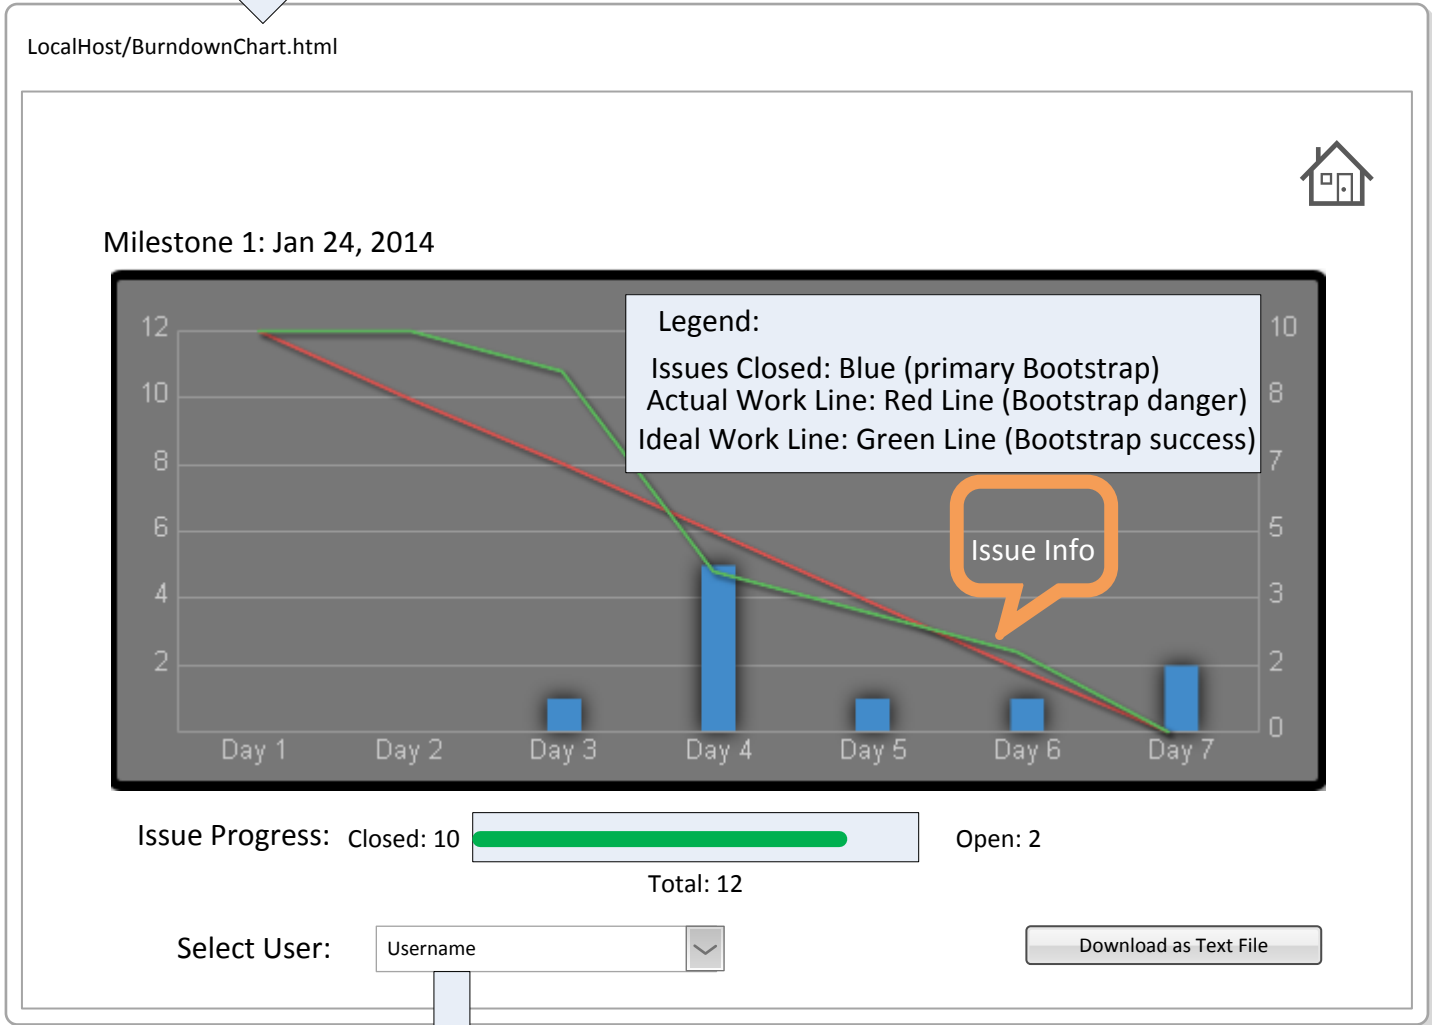 LocalHost/BurndownChart.html
Milestone 1: Jan 24, 2014
12
10
8
6
4
2
Legend:
Issues Closed: Blue (primary Bootstrap)
Actual Work Line: Red Line (Bootstrap danger)
Ideal Work Line: Green Line (Bootstrap success)
10
8
7
5
3
2
0
Issue Info
Day 1 Day 2 Day 3 Day 4 Day 5 Day 6 Day 7
Issue Progress: Closed: 10 Open: 2
Total: 12
Select User: Username Download as Text File